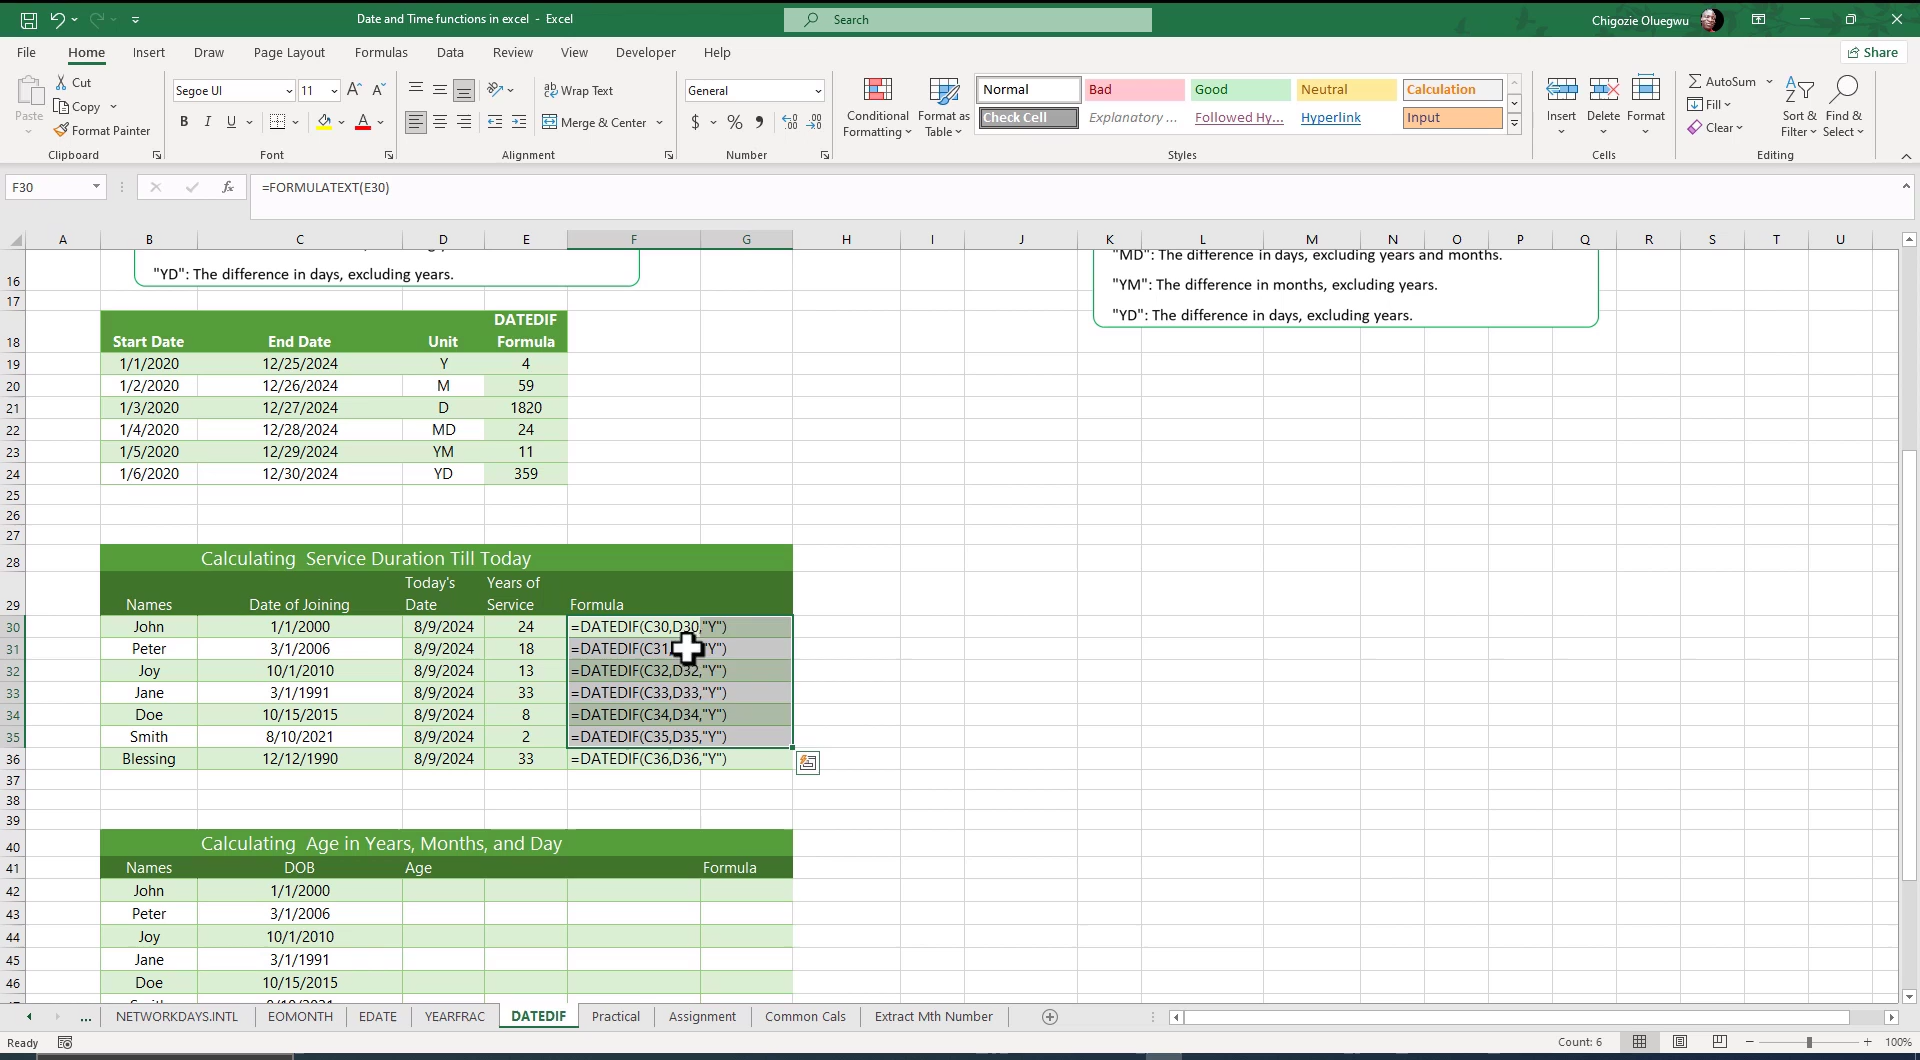 Date and Time functions in excel - Excel
Search
Chigozie Oluegwu
File Home Insert Draw Page Layout Formulas Data Review View Developer Help
Share
Paste
Cut
Copy
Format Painter
Clipboard
Segoe UI 11
B I U
Font
Wrap Text
Merge & Center
Alignment
General
$ % 9
Number
Conditional Formatting
Format as Table
Normal Bad Good Neutral Calculation
Check Cell Explanatory ... Followed Hy... Hyperlink Input
Styles
Insert Delete Format
Cells
AutoSum
Fill
Clear
Sort & Filter
Find & Select
Editing
F30
fx
=FORMULATEXT(E30)
A B C D E F G H I J K L M N O P Q R S T U
"MD": The difference in days, excluding years and months.
16 "YD": The difference in days, excluding years.
"YM": The difference in months, excluding years.
17
"YD": The difference in days, excluding years.
18 Start Date End Date Unit DATEDIF Formula
19 1/1/2020 12/25/2024 Y 4
20 1/2/2020 12/26/2024 M 59
21 1/3/2020 12/27/2024 D 1820
22 1/4/2020 12/28/2024 MD 24
23 1/5/2020 12/29/2024 YM 11
24 1/6/2020 12/30/2024 YD 359
25
26
27
28 Calculating Service Duration Till Today
29 Names Date of Joining Today's Date Years of Service Formula
30 John 1/1/2000 8/9/2024 24 =DATEDIF(C30,D30,"Y")
31 Peter 3/1/2006 8/9/2024 18 =DATEDIF(C31, "Y")
32 Joy 10/1/2010 8/9/2024 13 =DATEDIF(C32,D32,"Y")
33 Jane 3/1/1991 8/9/2024 33 =DATEDIF(C33,D33,"Y")
34 Doe 10/15/2015 8/9/2024 8 =DATEDIF(C34,D34,"Y")
35 Smith 8/10/2021 8/9/2024 2 =DATEDIF(C35,D35,"Y")
36 Blessing 12/12/1990 8/9/2024 33 =DATEDIF(C36,D36,"Y")
37
38
39
40 Calculating Age in Years, Months, and Day
41 Names DOB Age Formula
42 John 1/1/2000
43 Peter 3/1/2006
44 Joy 10/1/2010
45 Jane 3/1/1991
46 Doe 10/15/2015
... NETWORKDAYS.INTL EOMONTH EDATE YEARFRAC DATEDIF Practical Assignment Common Cals Extract Mth Number
Ready
Count: 6
100%